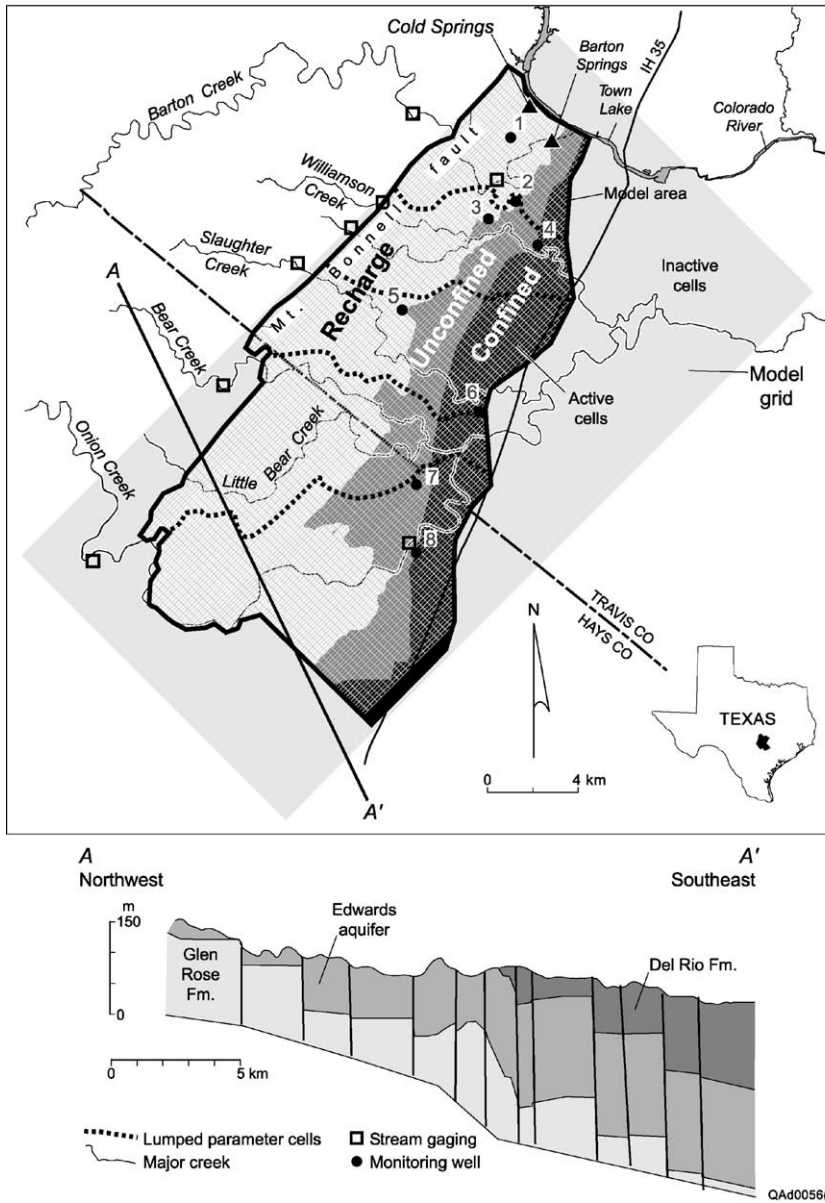 Cold Springs
Barton
Springs
IH 35
Town
Lake
Colorado
River
Barton Creek
1
fault
Williamson
Creek
2
Model area
3
4
Bonnell
Slaughter
Creek
Inactive
cells
A
Recharge
Unconfined
Confined
5
Mt.
Bear Creek
Model
grid
6
Active
cells
Onion Creek
Little Bear Creek
7
8
TRAVIS CO
HAYS CO
N
TEXAS
0 4 km
A'
A A'
Northwest Southeast
m
150
Edwards
aquifer
Del Rio Fm.
Glen
Rose
Fm.
0
0 5 km
Lumped parameter cells
Stream gaging
Major creek
Monitoring well